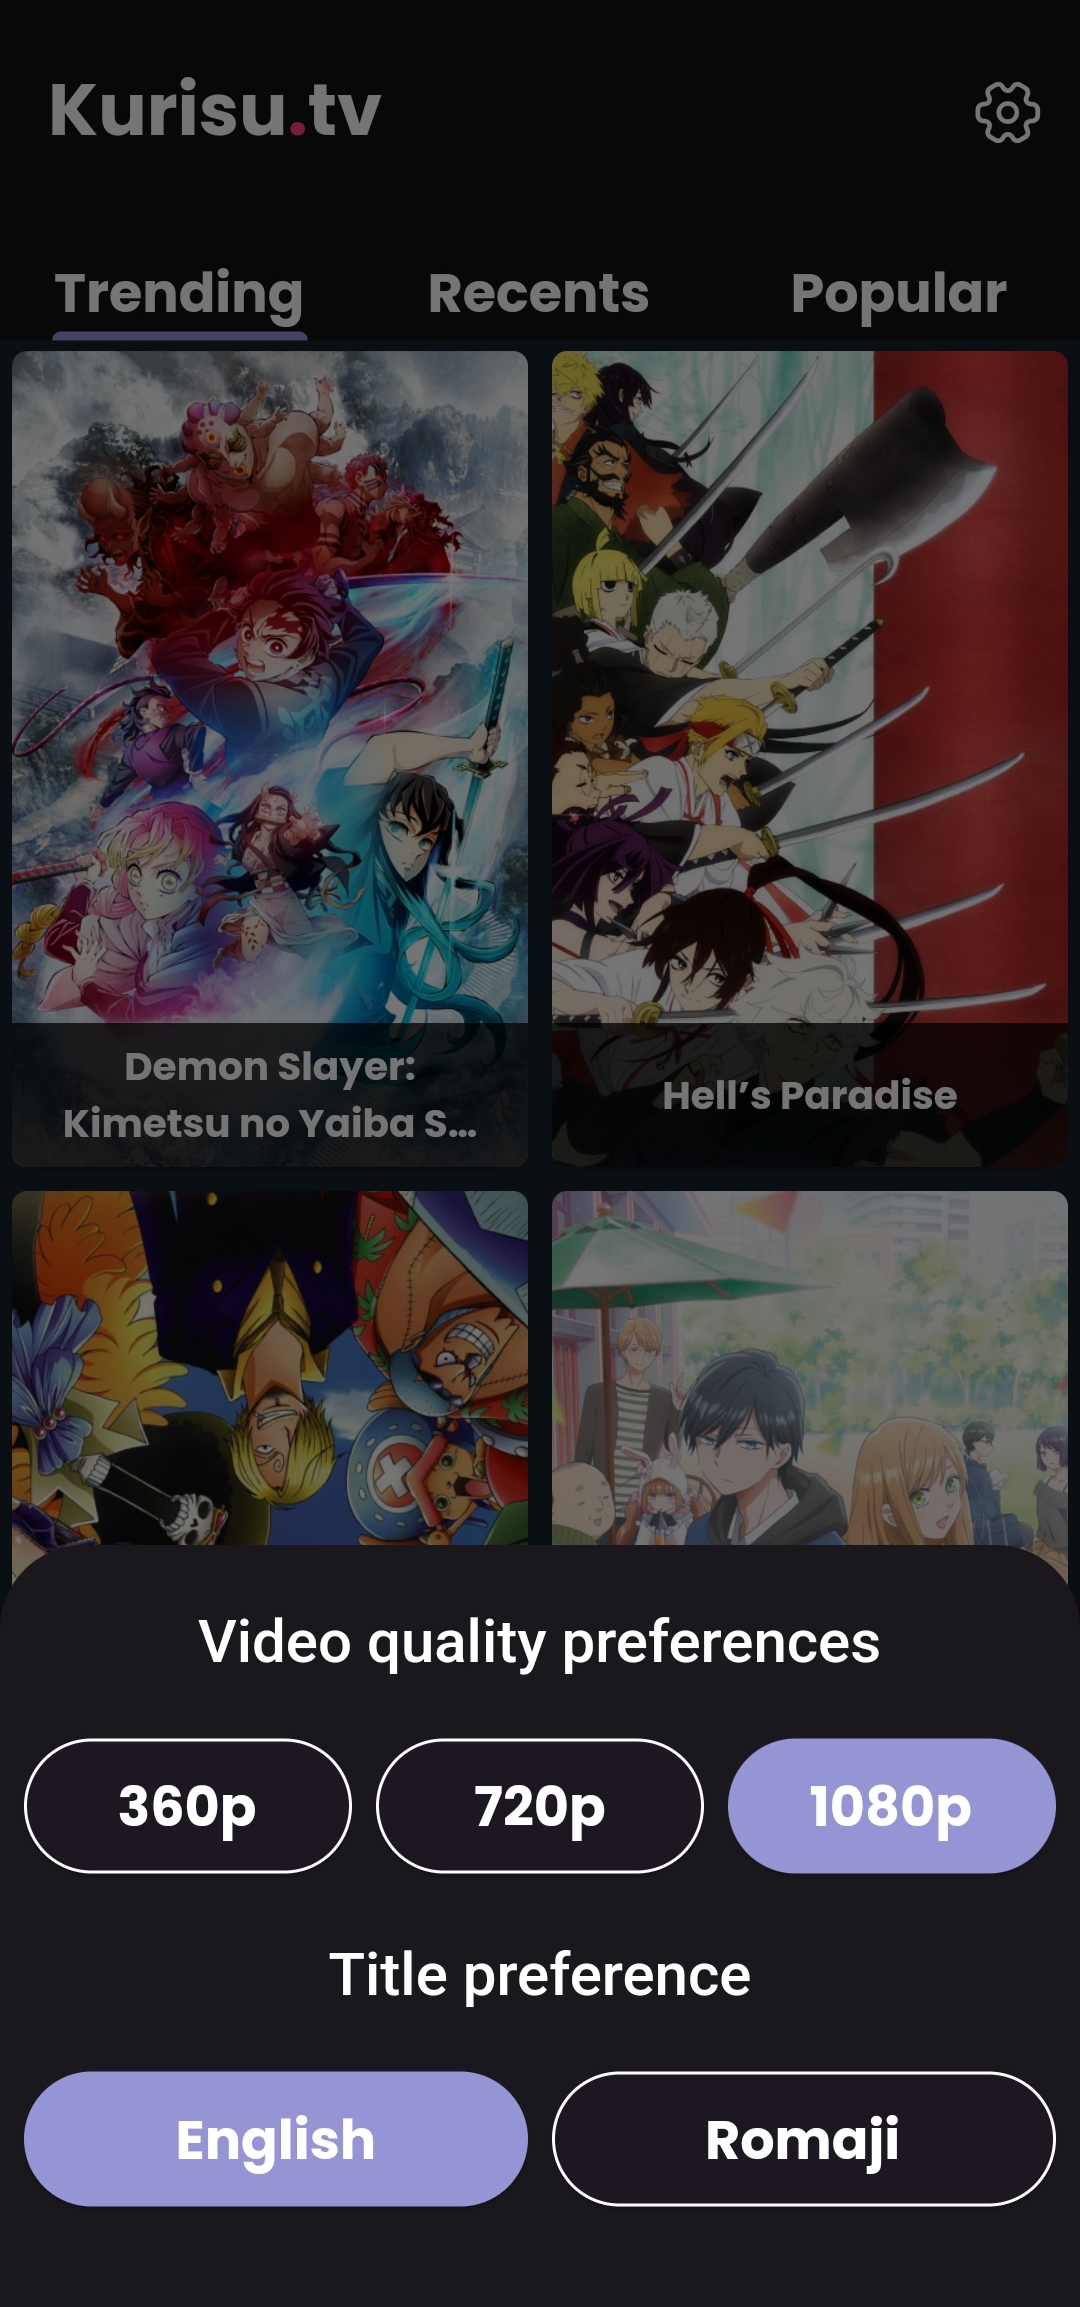 Kurisu.tv
Trending
Recents
Popular
Demon Slayer:
Kimetsu no Yaiba S...
Hell’s Paradise
Video quality preferences
360p
720p
1080p
Title preference
English
Romaji